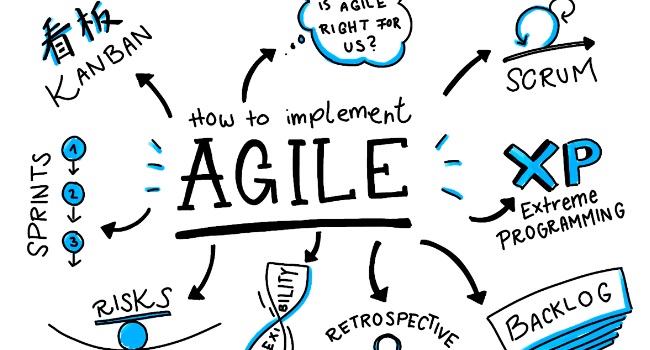 看板
KANBAN
IS AGILE
RIGHT FOR
US?
SCRUM
How to implement
AGILE
SPRINTS
1
2
3
XP
Extreme
PROGRAMMING
RISKS
RETROSPECTIVE
BACKLOG